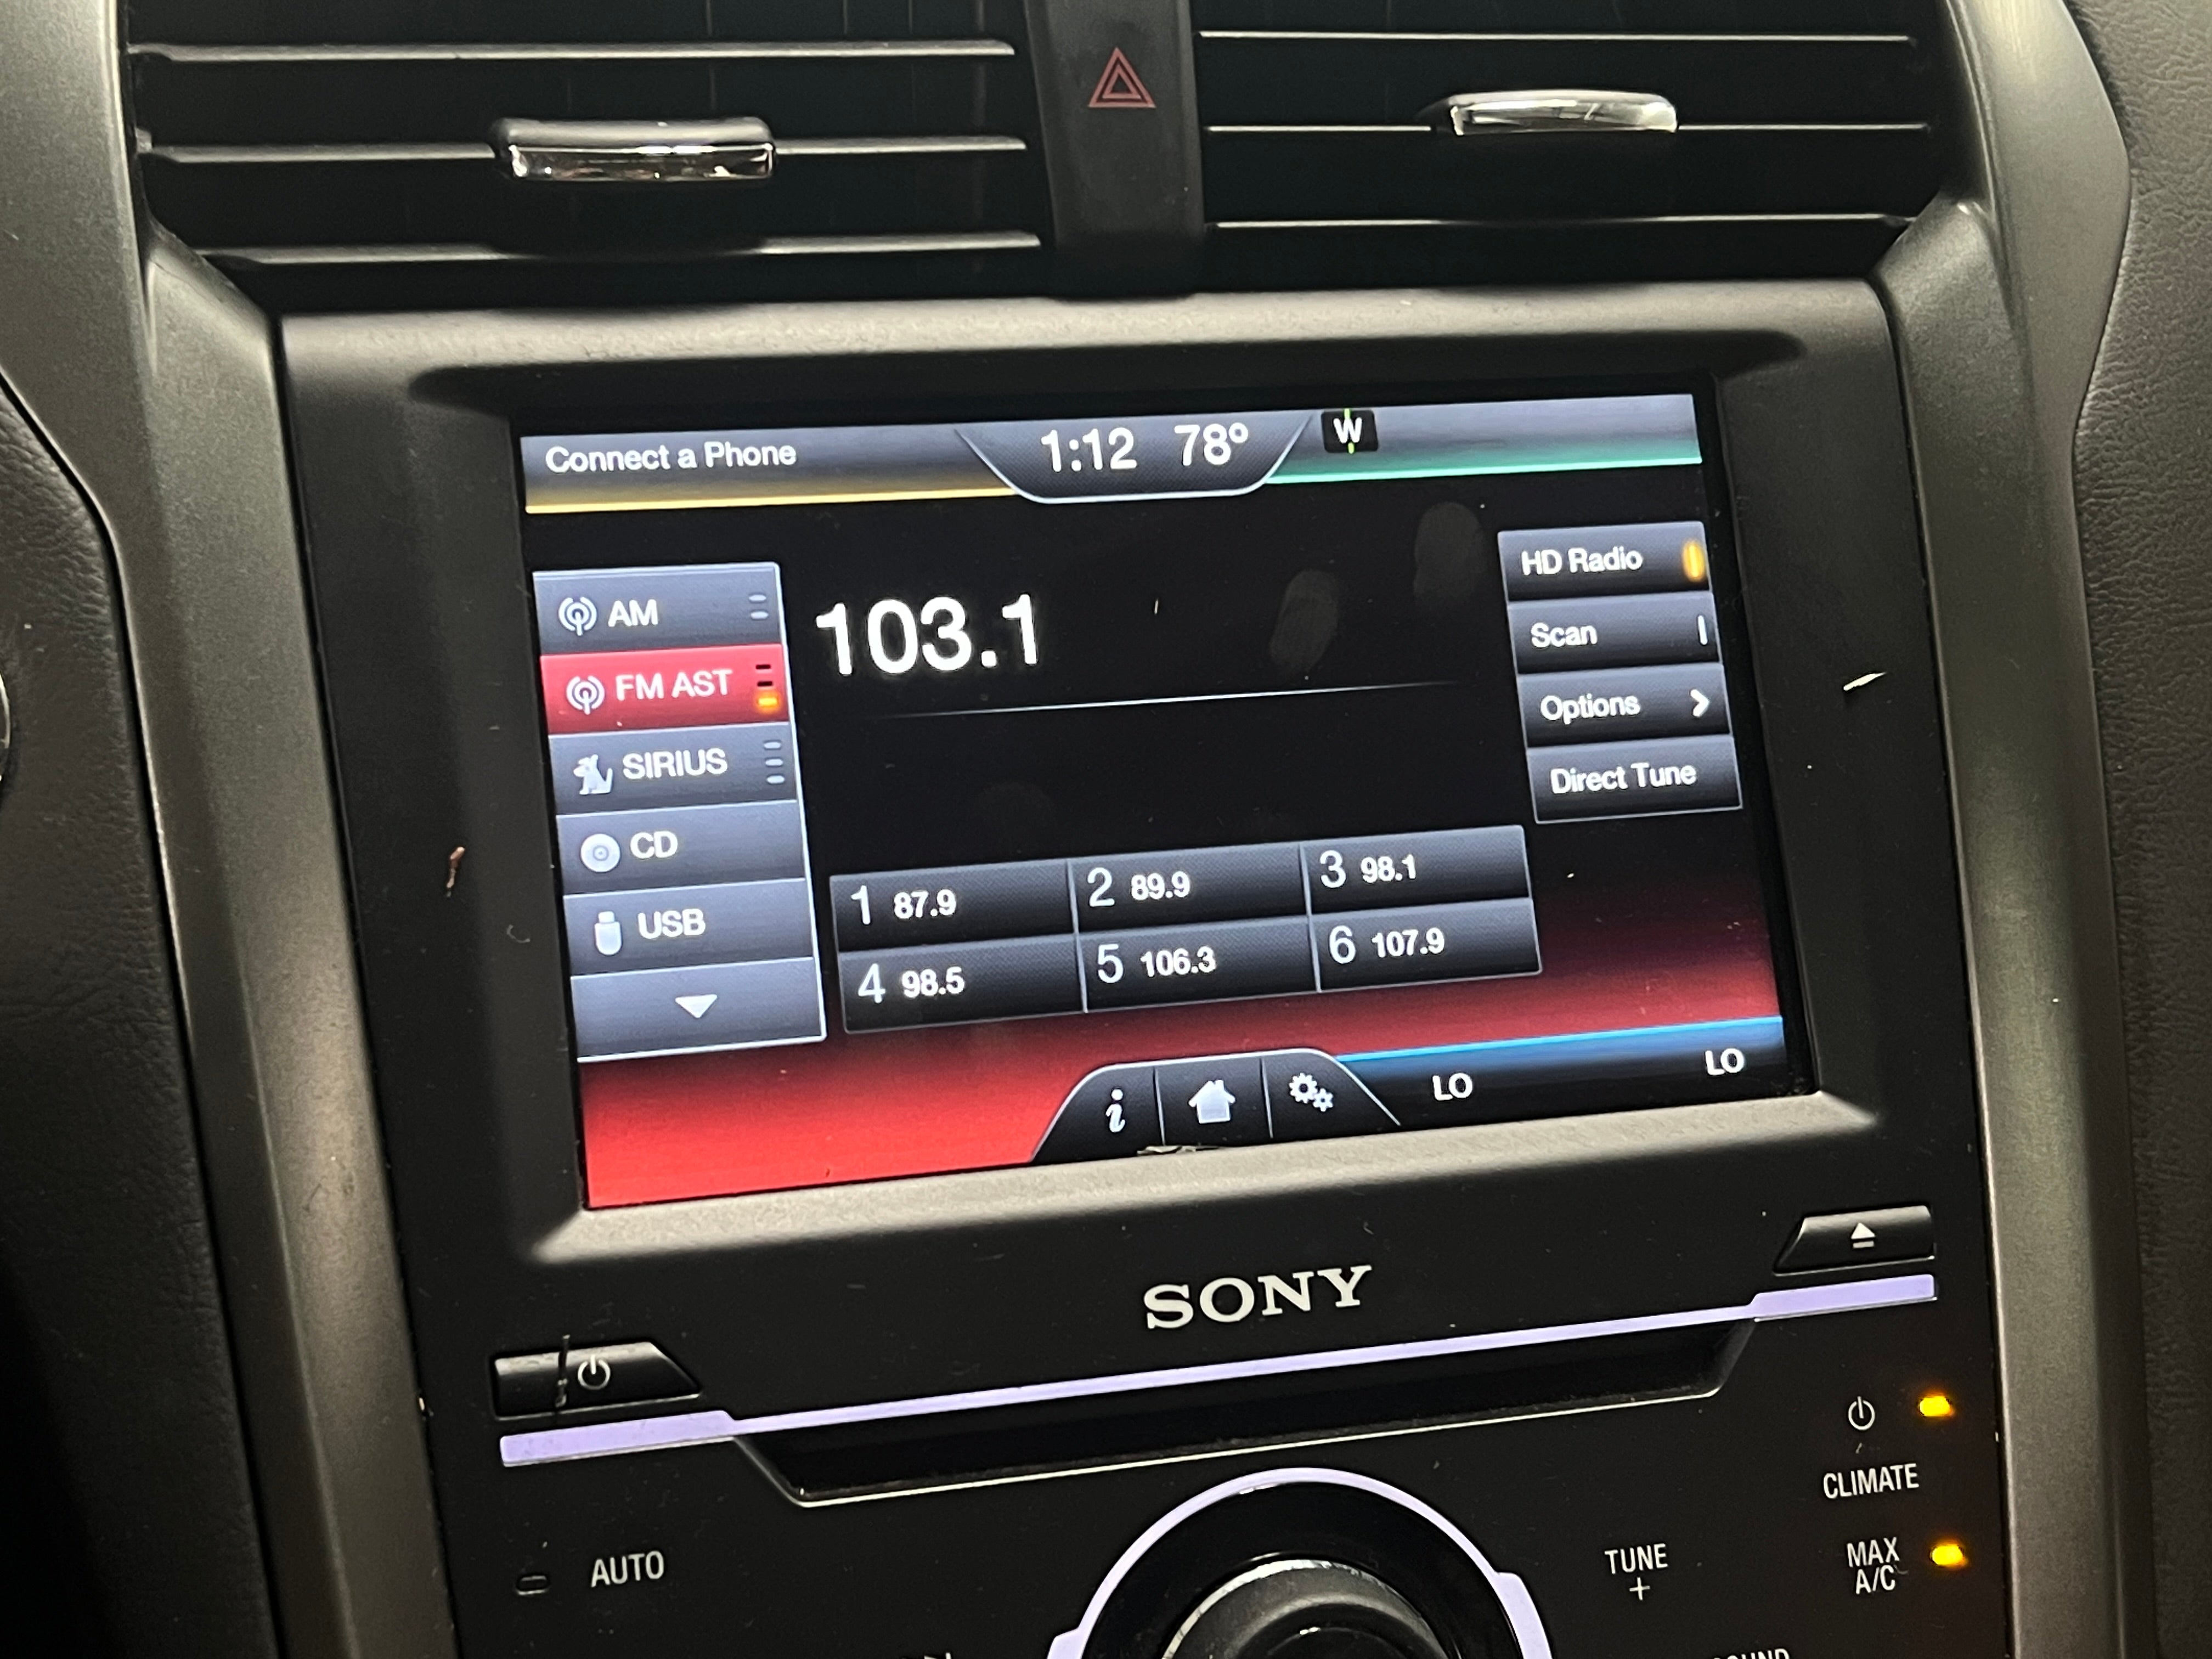 Connect a Phone
1:12 78°
W
AM
FM AST
SIRIUS
CD
USB
103.1
HD Radio
Scan
Options
Direct Tune
1 87.9
2 89.9
3 98.1
4 98.5
5 106.3
6 107.9
i
LO
LO
SONY
CLIMATE
AUTO
TUNE
+
MAX
A/C